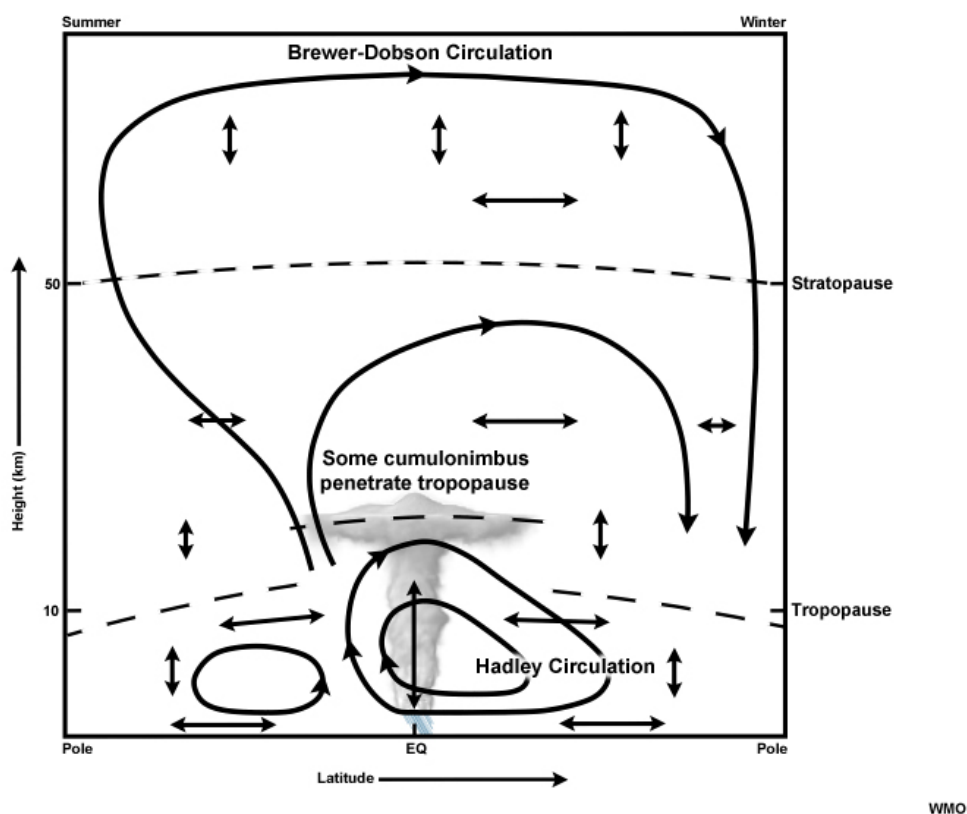 Summer
Winter
Brewer-Dobson Circulation
50
Stratopause
Height (km)
Some cumulonimbus
penetrate tropopause
10
Tropopause
Hadley Circulation
Pole
EQ
Pole
Latitude
WMO